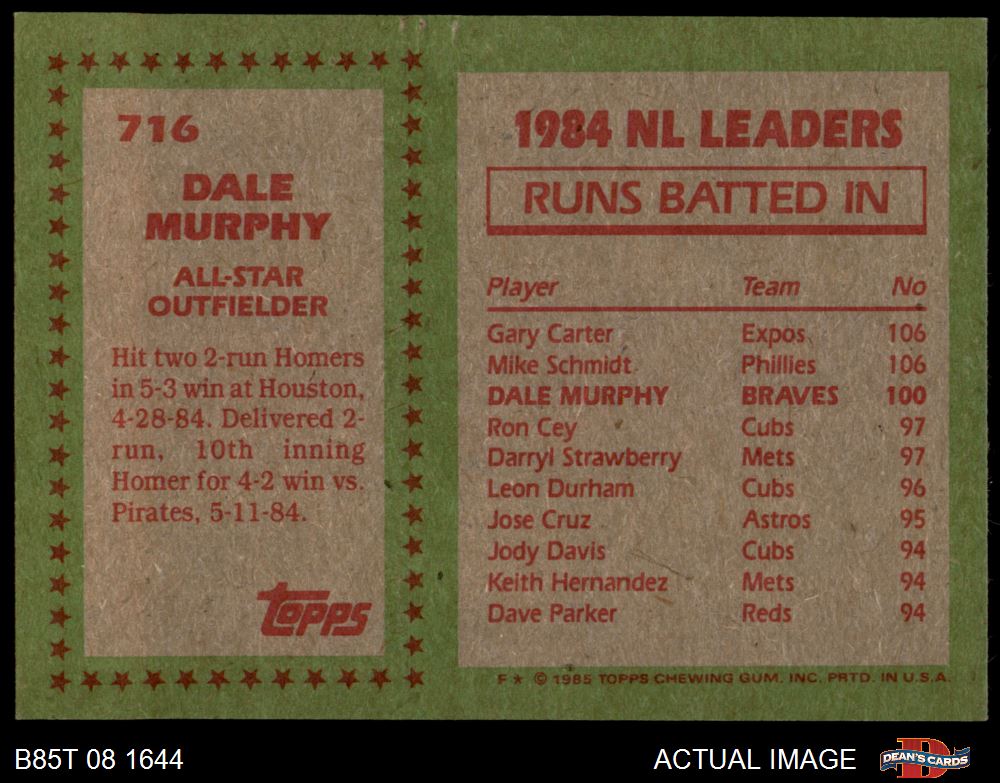 716
DALE
MURPHY
ALL-STAR
OUTFIELDER
Hit two 2-run Homers
in 5-3 win at Houston,
4-28-84. Delivered 2-
run, 10th inning
Homer for 4-2 win vs.
Pirates, 5-11-84.
Topps
1984 NL LEADERS
RUNS BATTED IN
Player Team No
Gary Carter Expos 106
Mike Schmidt Phillies 106
DALE MURPHY BRAVES 100
Ron Cey Cubs 97
Darryl Strawberry Mets 97
Leon Durham Cubs 96
Jose Cruz Astros 95
Jody Davis Cubs 94
Keith Hernandez Mets 94
Dave Parker Reds 94
F★ © 1985 TOPPS CHEWING GUM. INC. PRTD. IN U.S.A.
B85T 08 1644
ACTUAL IMAGE
D
DEAN'S CARDS